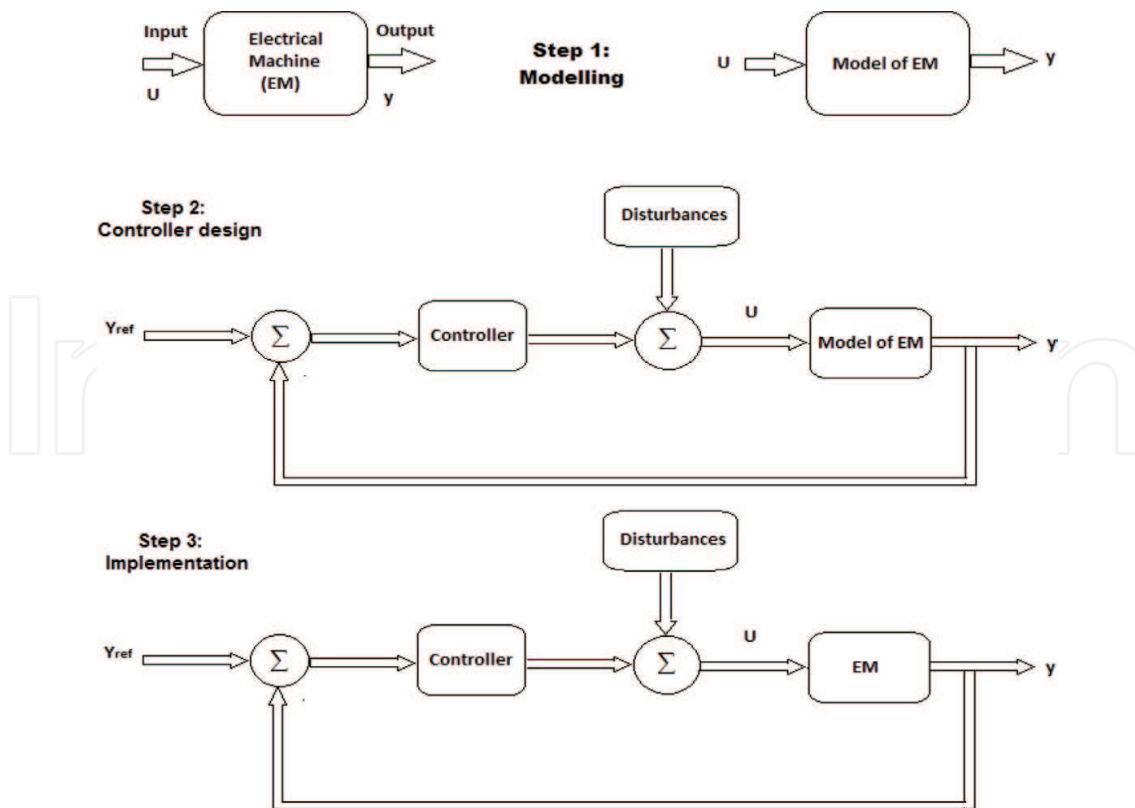 Input
Output
Electrical
Machine
(EM)
U
y
Step 1:
Modelling
U
Model of EM
y
Step 2:
Controller design
Disturbances
Yref
Σ
Controller
Σ
U
Model of EM
y
Step 3:
Implementation
Disturbances
Yref
Σ
Controller
Σ
U
EM
y